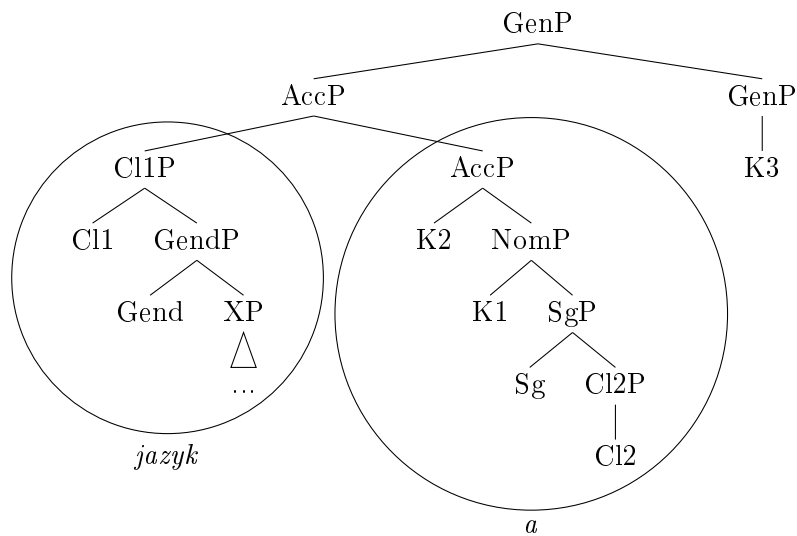 GenP
AccP GenP
Cl1P AccP K3
Cl1 GendP K2 NomP
Gend XP K1 SgP
... Sg Cl2P
jazyk Cl2
a